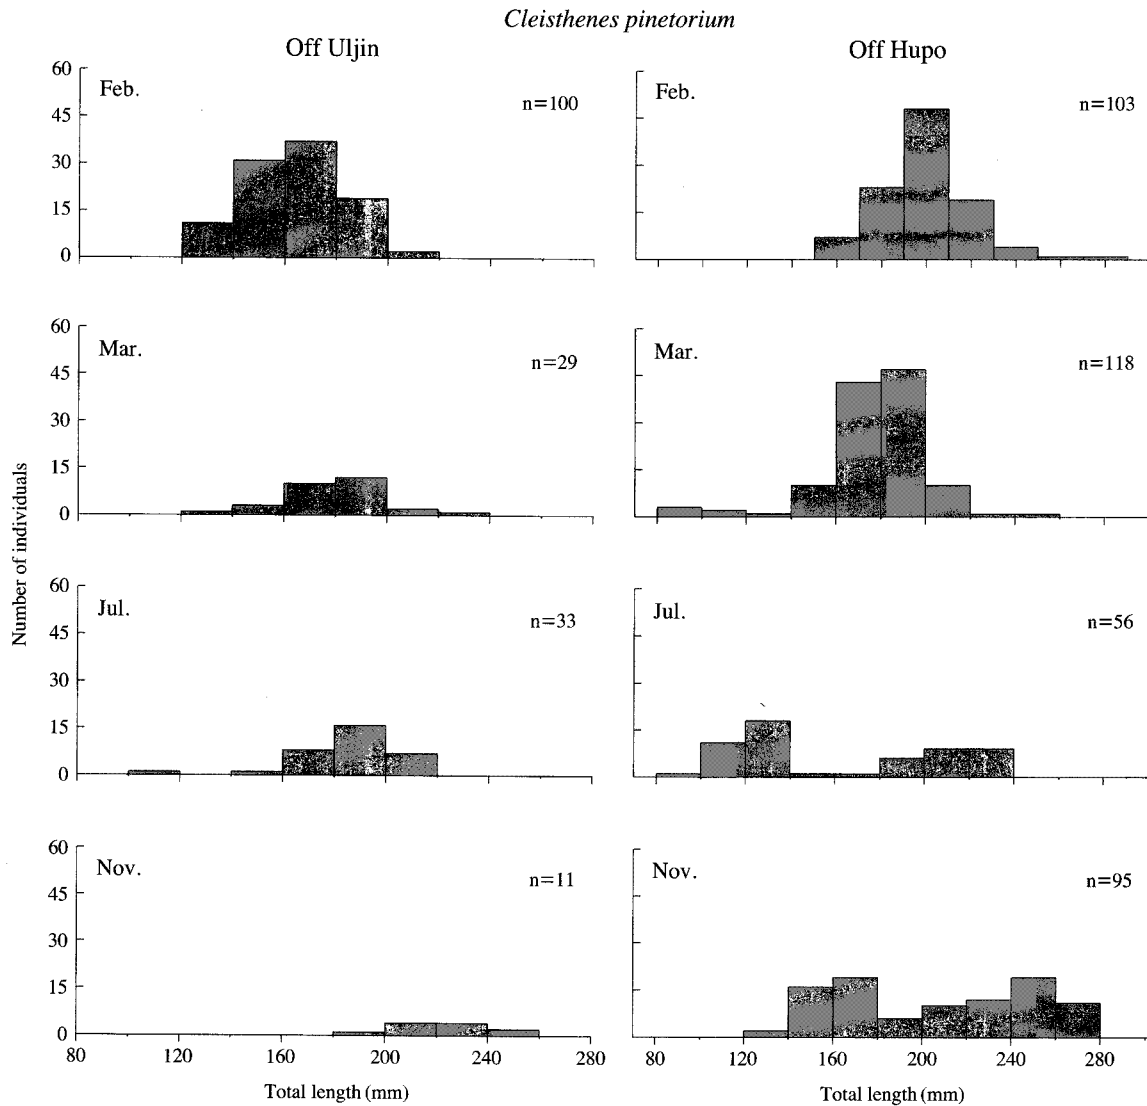 Cleisthenes pinetorium
Off Uljin
Off Hupo
Number of individuals
60
45
30
15
0
Feb.
n=100
Feb.
n=103
60
45
30
15
0
Mar.
n=29
Mar.
n=118
60
45
30
15
0
Jul.
n=33
Jul.
n=56
60
45
30
15
0
Nov.
n=11
Nov.
n=95
80 120 160 200 240 280
80 120 160 200 240 280
Total length (mm)
Total length (mm)